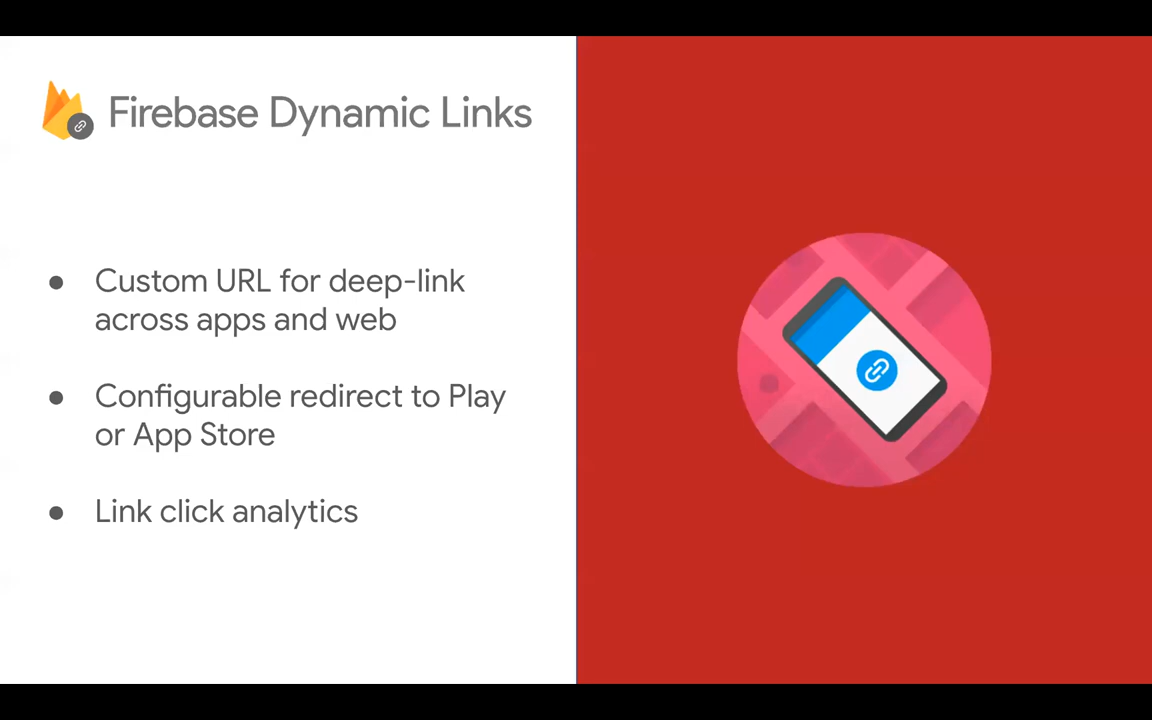 Firebase Dynamic Links
● Custom URL for deep-link
across apps and web
● Configurable redirect to Play
or App Store
● Link click analytics